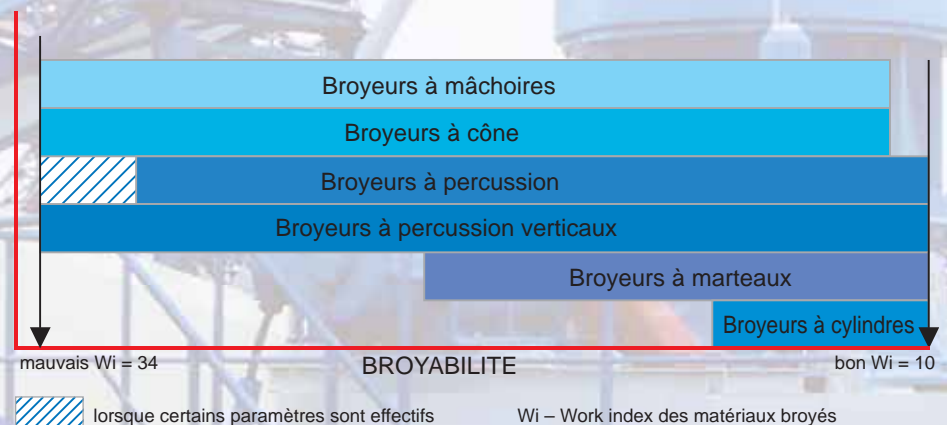 Broyeurs à mâchoires
Broyeurs à cône
Broyeurs à percussion
Broyeurs à percussion verticaux
Broyeurs à marteaux
Broyeurs à cylindres
mauvais Wi = 34 BROYABILITE bon Wi = 10
lorsque certains paramètres sont effectifs Wi – Work index des matériaux broyés